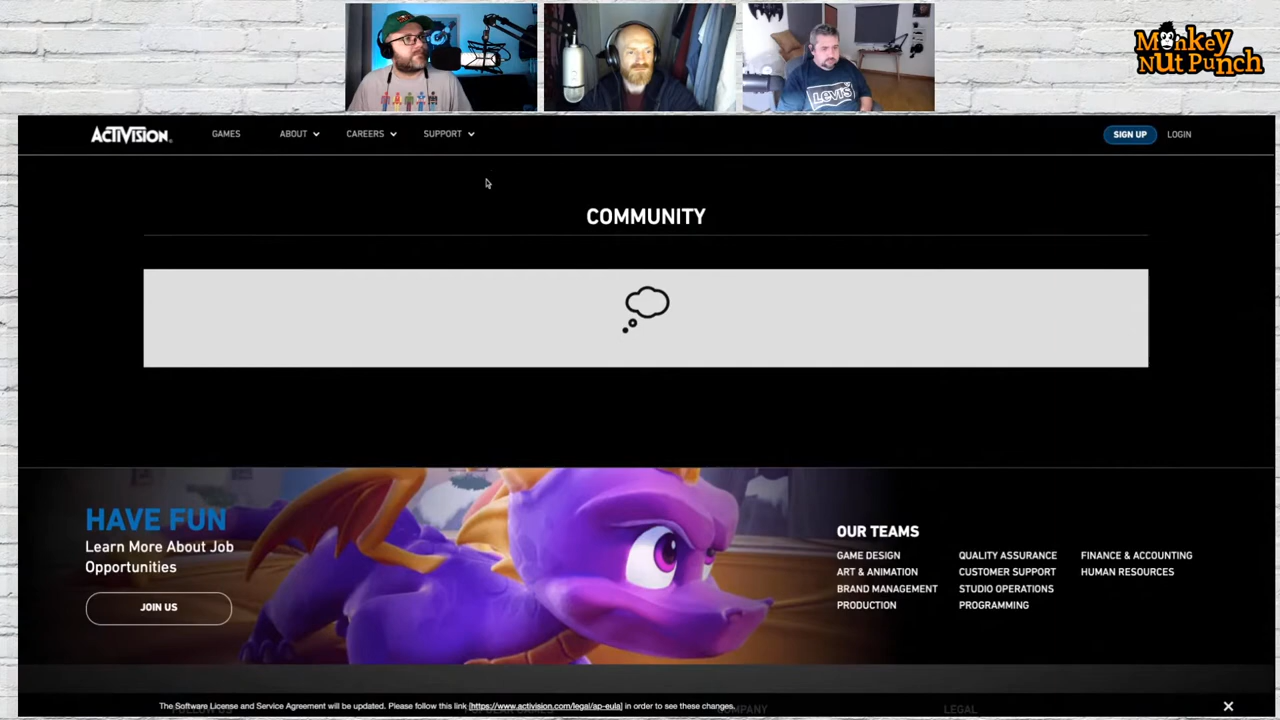 MoNkeY
NUT PuNcH
LEVI'S
ACTIVISION
GAMES ABOUT CAREERS SUPPORT SIGN UP LOGIN
COMMUNITY
HAVE FUN
Learn More About Job
Opportunities
JOIN US
OUR TEAMS
GAME DESIGN QUALITY ASSURANCE FINANCE & ACCOUNTING
ART & ANIMATION CUSTOMER SUPPORT HUMAN RESOURCES
BRAND MANAGEMENT STUDIO OPERATIONS
PRODUCTION PROGRAMMING
The Software License and Service Agreement will be updated. Please follow this link [https://www.activision.com/legal/ap-eula] in order to see these changes.
LEGAL